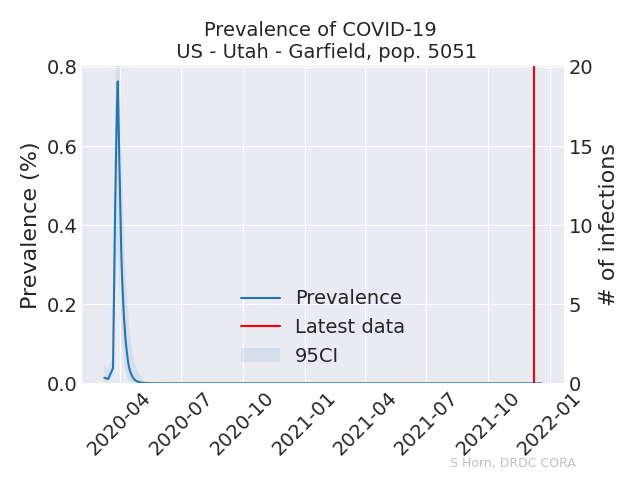 Prevalence of COVID-19
US - Utah - Garfield, pop. 5051
Prevalence (%)
0.8
0.6
0.4
0.2
0.0
20
15
10
5
0
# of infections
Prevalence
Latest data
95CI
2020-04
2020-07
2020-10
2021-01
2021-04
2021-07
2021-10
2022-01
S Horn, DRDC CORA